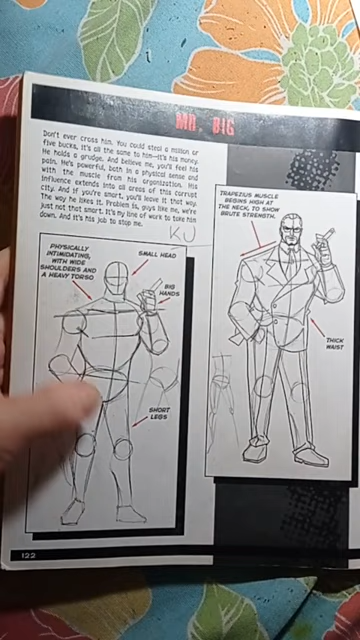 MR. BIG
Don't ever cross him. You could steal a million or
five bucks, it's all the same to him—it's his money.
He holds a grudge. And believe me, you'll feel his
pain. He's powerful, both in a physical sense and
with the muscle from his organization. His
influence extends into all areas of this corrupt
city. And if you're smart, you'll leave it that way.
The way he likes it. Problem is, guys like me, we're
just not that smart. It's my line of work to take him
down. And it's his job to stop me.
KU
PHYSICALLY
INTIMIDATING,
WITH WIDE
SHOULDERS AND
A HEAVY TORSO
SMALL HEAD
BIG
HANDS
SHORT
LEGS
TRAPEZIUS MUSCLE
BEGINS HIGH AT
THE NECK, TO SHOW
BRUTE STRENGTH.
THICK
WAIST
122